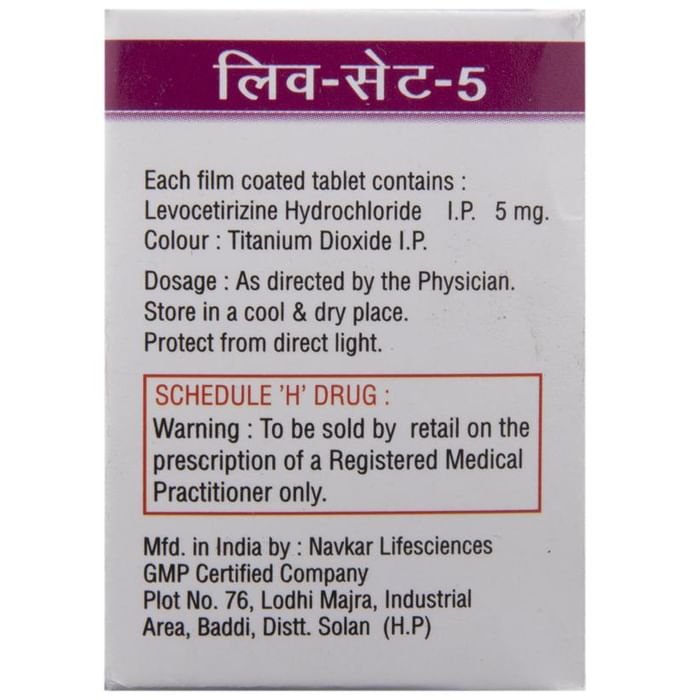 लिव-सेट-5
Each film coated tablet contains :
Levocetirizine Hydrochloride I.P. 5 mg.
Colour : Titanium Dioxide I.P.
Dosage : As directed by the Physician.
Store in a cool & dry place.
Protect from direct light.
SCHEDULE 'H' DRUG :
Warning : To be sold by retail on the
prescription of a Registered Medical
Practitioner only.
Mfd. in India by : Navkar Lifesciences
GMP Certified Company
Plot No. 76, Lodhi Majra, Industrial
Area, Baddi, Distt. Solan (H.P)